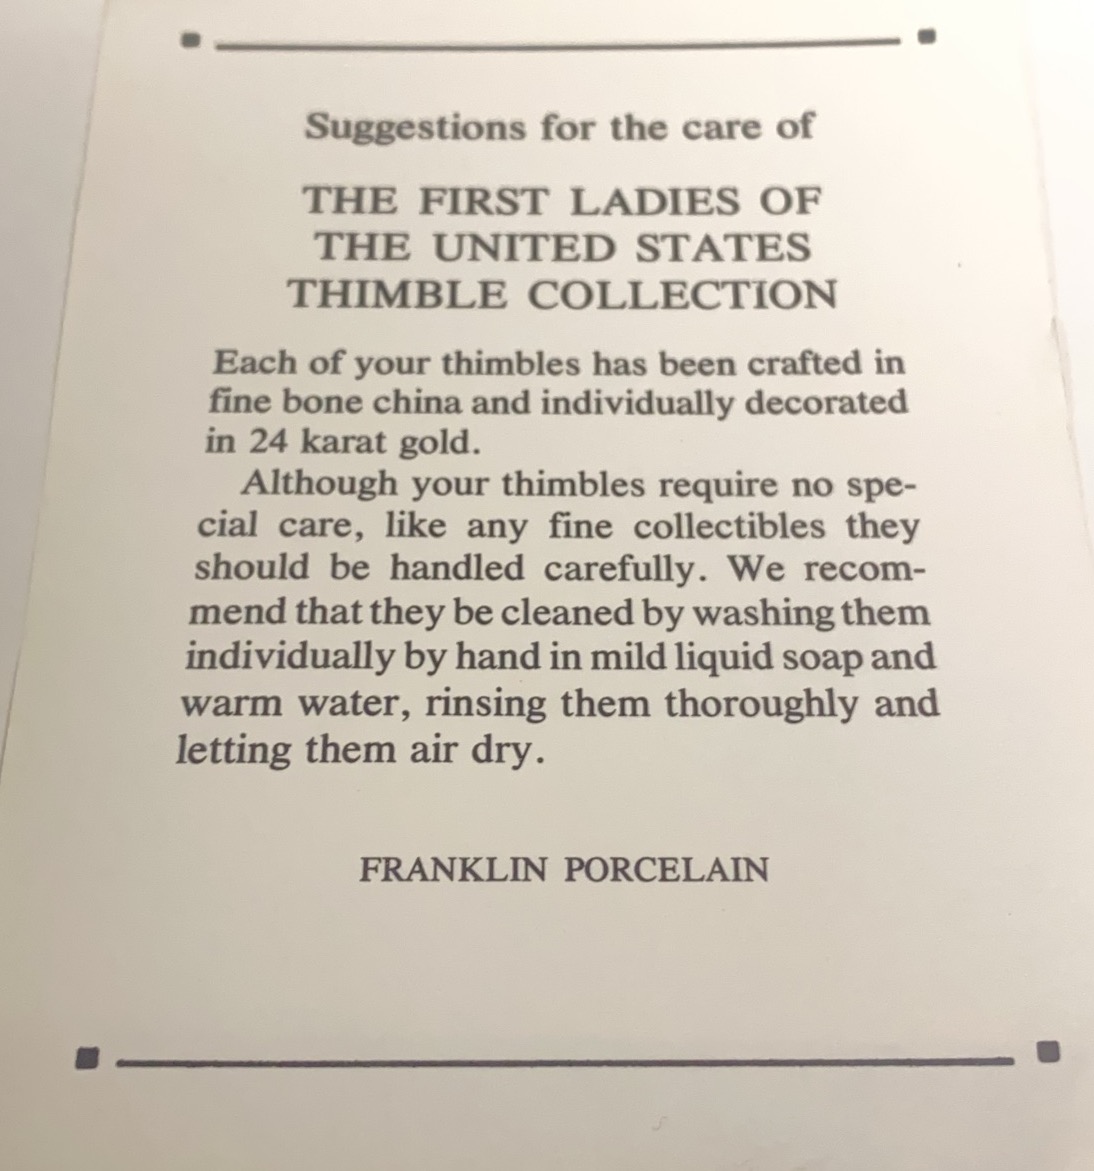 Suggestions for the care of
THE FIRST LADIES OF
THE UNITED STATES
THIMBLE COLLECTION
Each of your thimbles has been crafted in
fine bone china and individually decorated
in 24 karat gold.
Although your thimbles require no spe-
cial care, like any fine collectibles they
should be handled carefully. We recom-
mend that they be cleaned by washing them
individually by hand in mild liquid soap and
warm water, rinsing them thoroughly and
letting them air dry.
FRANKLIN PORCELAIN